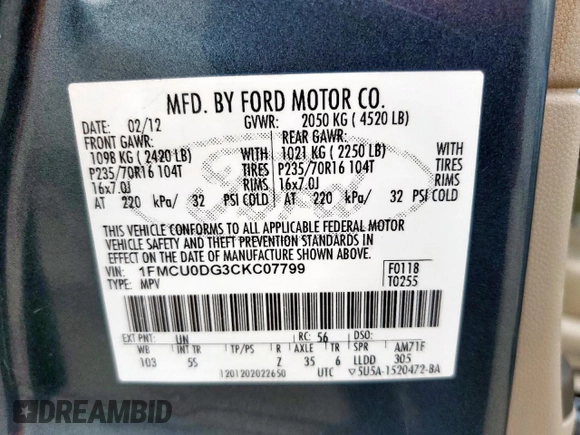 MFD. BY FORD MOTOR CO.
DATE: 02/12 GVWR: 2050 KG ( 4520 LB)
FRONT GAWR: REAR GAWR:
1098 KG ( 2420 LB) WITH 1021 KG ( 2250 LB) WITH
P235/70R16 104T TIRES P235/70R16 104T TIRES
16x7.0J RIMS 16x7.0J RIMS
AT 220 kPa/ 32 PSI COLD AT 220 kPa/ 32 PSI COLD
Ford
THIS VEHICLE CONFORMS TO ALL APPLICABLE FEDERAL MOTOR
VEHICLE SAFETY AND THEFT PREVENTION STANDARDS IN
EFFECT ON THE DATE OF MANUFACTURE SHOWN ABOVE.
VIN: 1FMCU0DG3CKC07799 F0118
TYPE: MPV T0255
EXT PNT: UN RC: 56 DSO:
WB INT TR TP/PS R AXLE TR SPR AM71F
103 55 Z 35 6 LLDD 305
1201202022650 UTC ▽5U5A-1520472-BA
DREAMBID